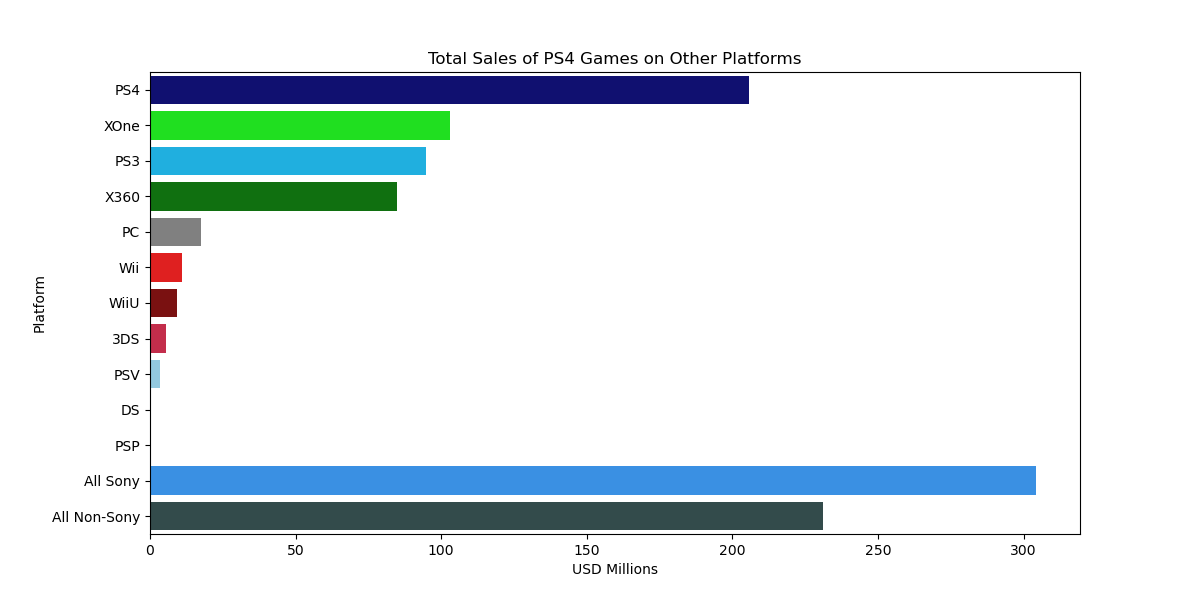 Total Sales of PS4 Games on Other Platforms
Platform
PS4
XOne
PS3
X360
PC
Wii
WiiU
3DS
PSV
DS
PSP
All Sony
All Non-Sony
0 50 100 150 200 250 300
USD Millions